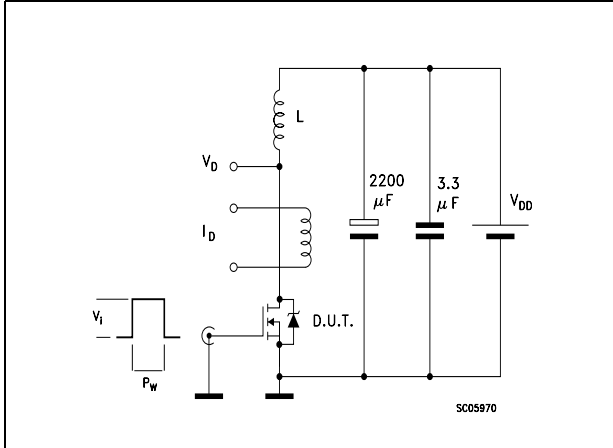 L
V_D
2200
μF
3.3
μF
V_DD
I_D
V_i
D.U.T.
P_W
SC05970